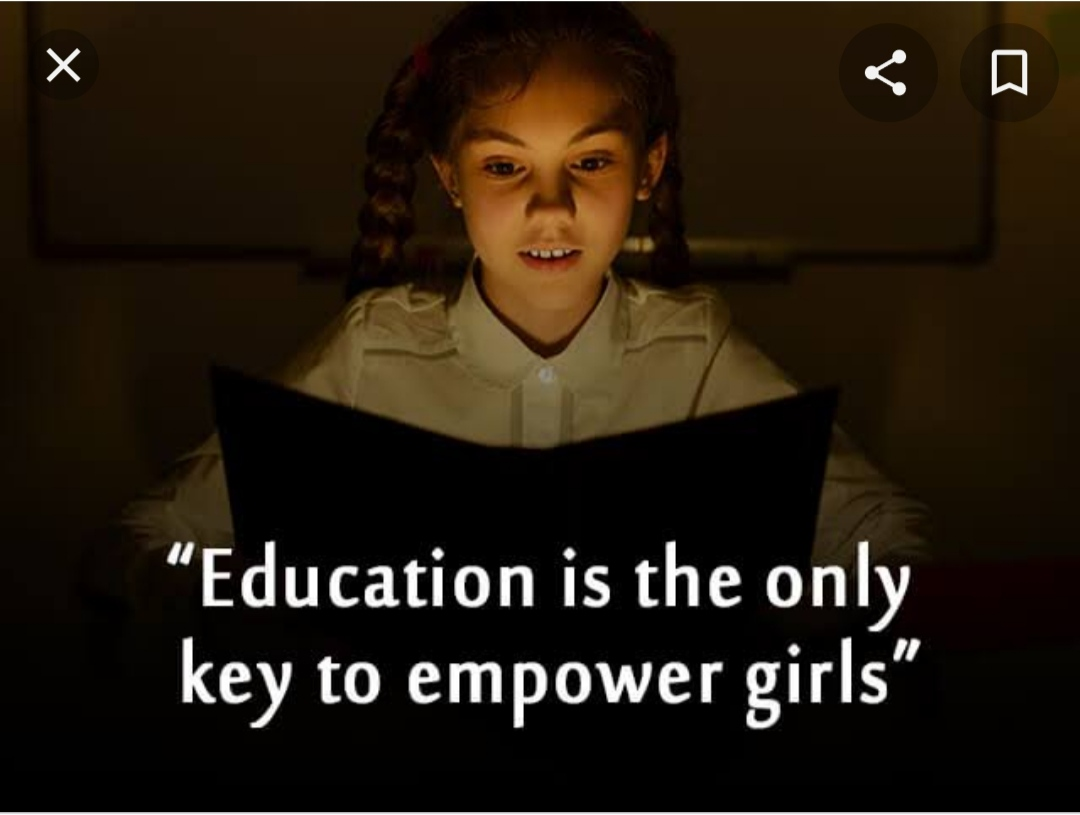 “Education is the only
key to empower girls”